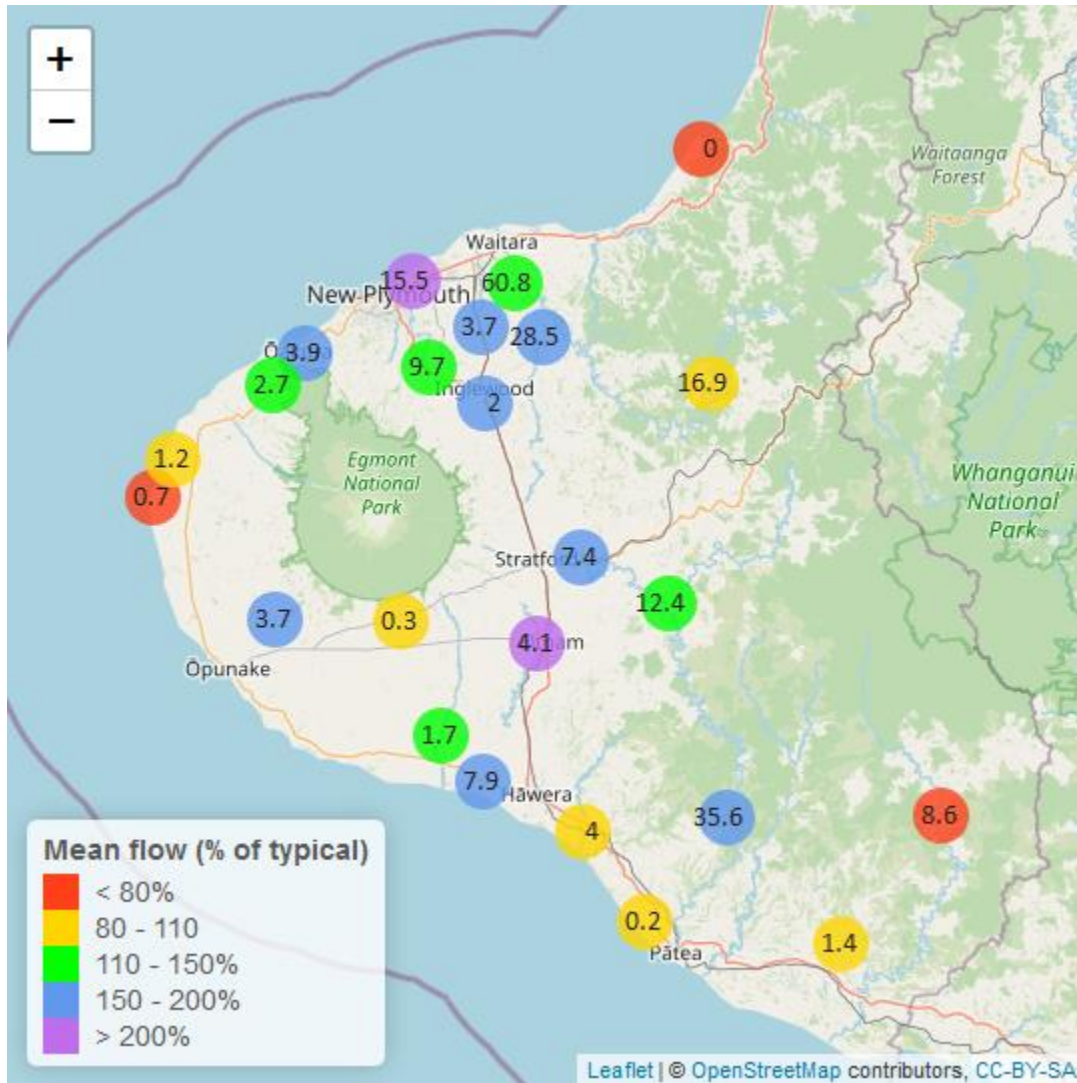 +
−
0
Waitaanga
Forest
Waitara
15.5
60.8
New Plymouth
3.7
28.5
3.9
9.7
2.7
16.9
Inglewood
2
1.2
Egmont
National
Park
0.7
Whanganui
National
Park
Stratford
7.4
12.4
3.7
0.3
4.1
Ōpunake
1.7
7.9
Hāwera
4
35.6
8.6
0.2
1.4
Pātea
Mean flow (% of typical)
< 80%
80 - 110
110 - 150%
150 - 200%
> 200%
Leaflet | © OpenStreetMap contributors, CC-BY-SA